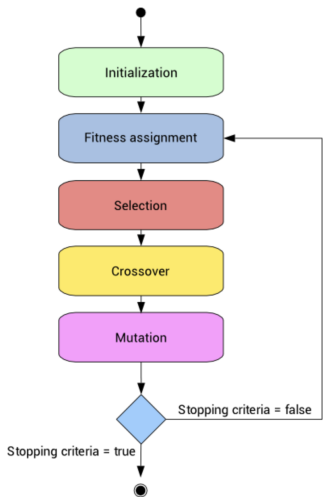 Initialization
Fitness assignment
Selection
Crossover
Mutation
Stopping criteria = false
Stopping criteria = true